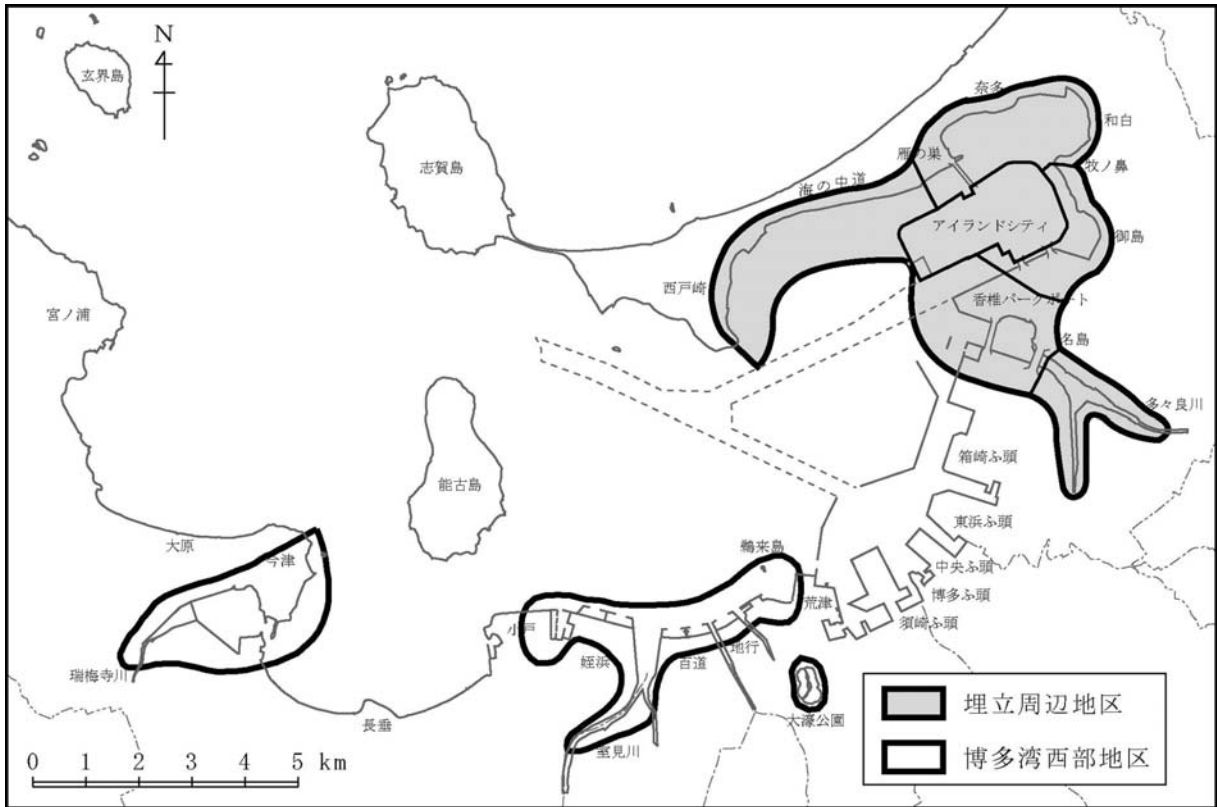 N
玄界島
志賀島
奈多
和白
雁の巣
牧ノ鼻
海の中道
アイランドシティ
御島
西戸崎
香椎パークポート
宮ノ浦
名島
多々良川
箱崎ふ頭
能古島
東浜ふ頭
大原
今津
鵜来島
中央ふ頭
荒津
博多ふ頭
須崎ふ頭
小戸
姪浜
百道
地行
瑞梅寺川
長垂
大濠公園
室見川
埋立周辺地区
博多湾西部地区
0 1 2 3 4 5 km